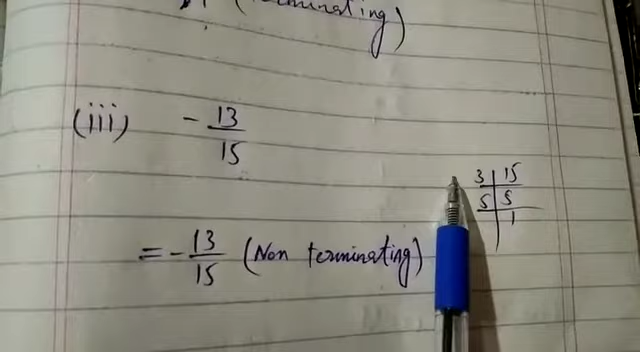 (terminating)
(iii) - 13/15
3 | 15
5 | 5
1
= - 13/15 (Non terminating)